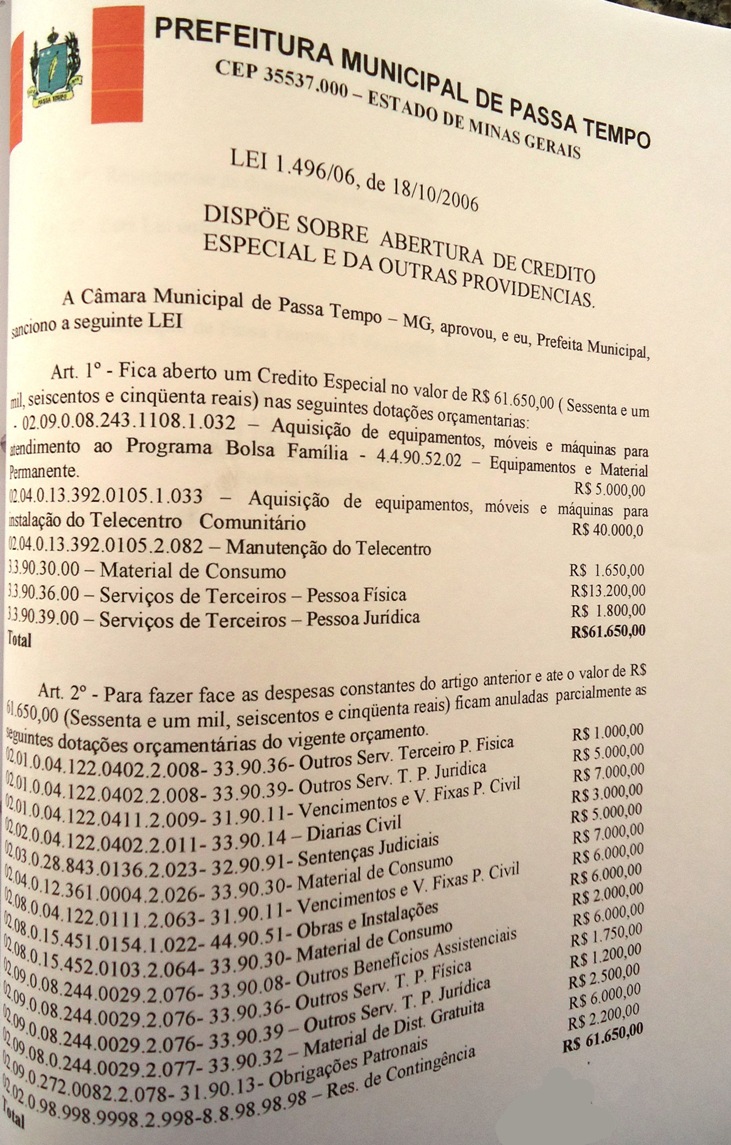 PASSA TEMPO
PREFEITURA MUNICIPAL DE PASSA TEMPO
CEP 35537.000 – ESTADO DE MINAS GERAIS
LEI 1.496/06, de 18/10/2006
DISPÕE SOBRE ABERTURA DE CREDITO
ESPECIAL E DA OUTRAS PROVIDENCIAS.
A Câmara Municipal de Passa Tempo – MG, aprovou, e eu, Prefeita Municipal,
sanciono a seguinte LEI
Art. 1º - Fica aberto um Credito Especial no valor de R$ 61.650,00 ( Sessenta e um
mil, seiscentos e cinqüenta reais) nas seguintes dotações orçamentarias:
- 02.09.0.08.243.1108.1.032 – Aquisição de equipamentos, móveis e máquinas para
atendimento ao Programa Bolsa Família - 4.4.90.52.02 – Equipamentos e Material
Permanente. R$ 5.000,00
02.04.0.13.392.0105.1.033 – Aquisição de equipamentos, móveis e máquinas para
instalação do Telecentro Comunitário R$ 40.000,0
02.04.0.13.392.0105.2.082 – Manutenção do Telecentro
3.3.90.30.00 – Material de Consumo R$ 1.650,00
3.3.90.36.00 – Serviços de Terceiros – Pessoa Física R$13.200,00
3.3.90.39.00 – Serviços de Terceiros – Pessoa Jurídica R$ 1.800,00
Total R$61.650,00
Art. 2º - Para fazer face as despesas constantes do artigo anterior e ate o valor de R$
61.650,00 (Sessenta e um mil, seiscentos e cinqüenta reais) ficam anuladas parcialmente as
seguintes dotações orçamentárias do vigente orçamento.
02.01.0.04.122.0402.2.008- 33.90.36- Outros Serv. Terceiro P. Fisica R$ 1.000,00
02.01.0.04.122.0402.2.008- 33.90.39- Outros Serv. T. P. Jurídica R$ 5.000,00
02.01.0.04.122.0411.2.009- 31.90.11- Vencimentos e V. Fixas P. Civil R$ 7.000,00
02.02.0.04.122.0402.2.011- 33.90.14 – Diarias Civil R$ 3.000,00
02.03.0.28.843.0136.2.023- 32.90.91- Sentenças Judiciais R$ 5.000,00
02.04.0.12.361.0004.2.026- 33.90.30- Material de Consumo R$ 7.000,00
02.08.0.04.122.0111.2.063- 31.90.11- Vencimentos e V. Fixas P. Civil R$ 6.000,00
02.08.0.15.451.0154.1.022- 44.90.51- Obras e Instalações R$ 6.000,00
02.08.0.15.452.0103.2.064- 33.90.30- Material de Consumo R$ 2.000,00
02.09.0.08.244.0029.2.076- 33.90.08- Outros Benefícios Assistenciais R$ 6.000,00
02.09.0.08.244.0029.2.076- 33.90.36- Outros Serv. T. P. Física R$ 1.750,00
02.09.0.08.244.0029.2.076- 33.90.39 – Outros Serv. T. P. Jurídica R$ 1.200,00
02.09.08.0.244.0029.2.077- 33.90.32 – Material de Dist. Gratuita R$ 2.500,00
02.09.0.272.0082.2.078- 31.90.13- Obrigações Patronais R$ 6.000,00
02.02.0.98.998.9998.2.998-8.8.98.98.98 – Res. de Contingência R$ 2.200,00
Total R$ 61.650,00